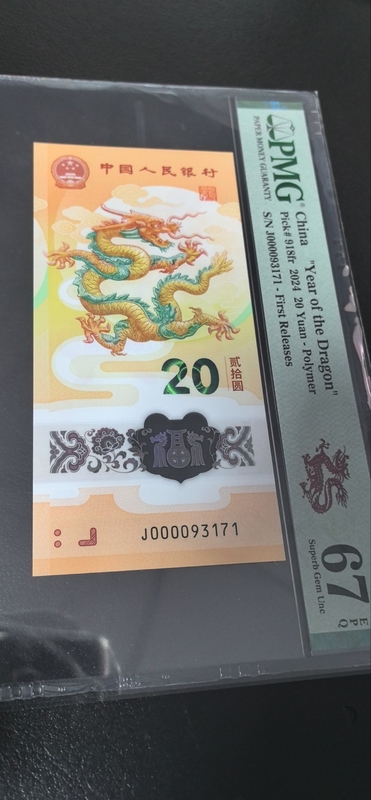 中国人民银行
20
贰拾圆
J000093171
PMG
PAPER MONEY GUARANTY
China "Year of the Dragon"
Pick# 918fr 2024 20 Yuan - Polymer
S/N J000093171 - First Releases
67 EPQ
Superb Gem Unc